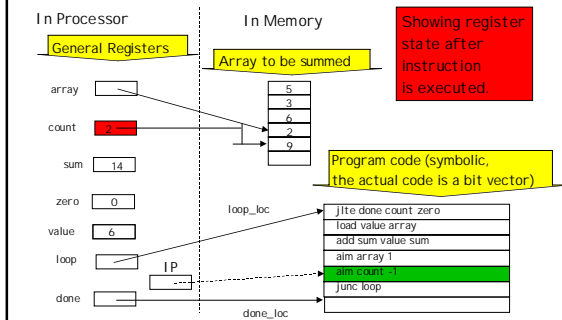 In Processor
In Memory
Showing register
state after
instruction
is executed.
General Registers
Array to be summed
array
count
2
sum
14
zero
0
value
6
loop
IP
done
5
3
6
2
9
Program code (symbolic,
the actual code is a bit vector)
loop_loc
jlte done count zero
load value array
add sum value sum
aim array 1
aim count -1
junc loop
done_loc